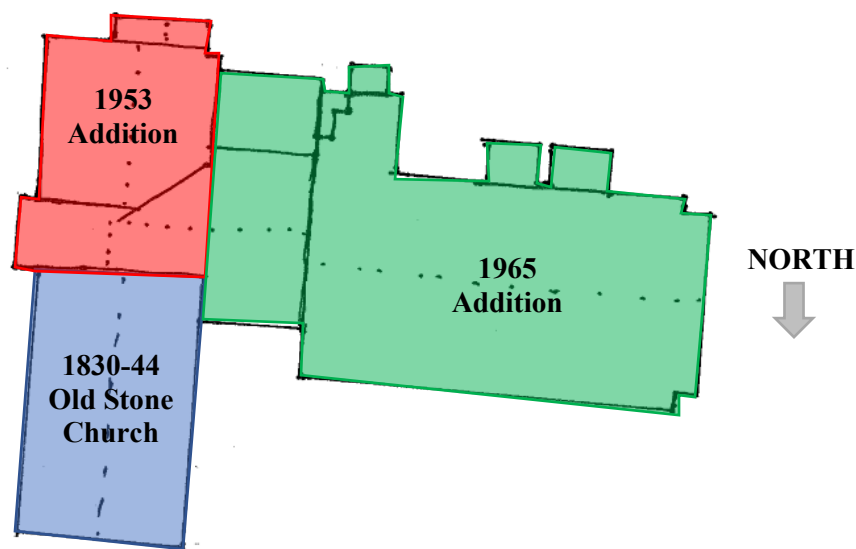 1953
Addition
1965
Addition
NORTH
1830-44
Old Stone
Church